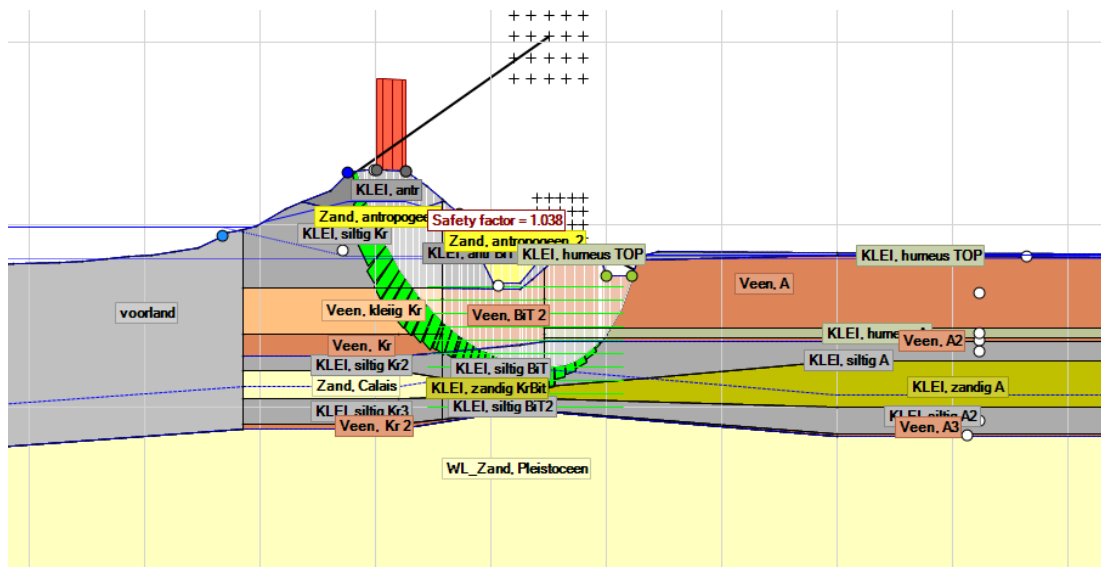 KLEI, antr
Zand, antropogee
Safety factor = 1.038
KLEI, siltig Kr
Zand, antropogeen 2
KLEI, antr BiT
KLEI, humeus TOP
KLEI, humeus TOP
Veen, A
voorland
Veen, kleiig Kr
Veen, BiT 2
KLEI, hume
Veen, A2
Veen, Kr
KLEI, siltig Kr2
KLEI, siltig BiT
KLEI, siltig A
Zand, Calais
KLEI, zandig KrBit
KLEI, zandig A
KLEI, siltig Kr3
KLEI, siltig BiT2
KLEI, siltig A2
Veen, Kr 2
Veen, A3
WL_Zand, Pleistoceen